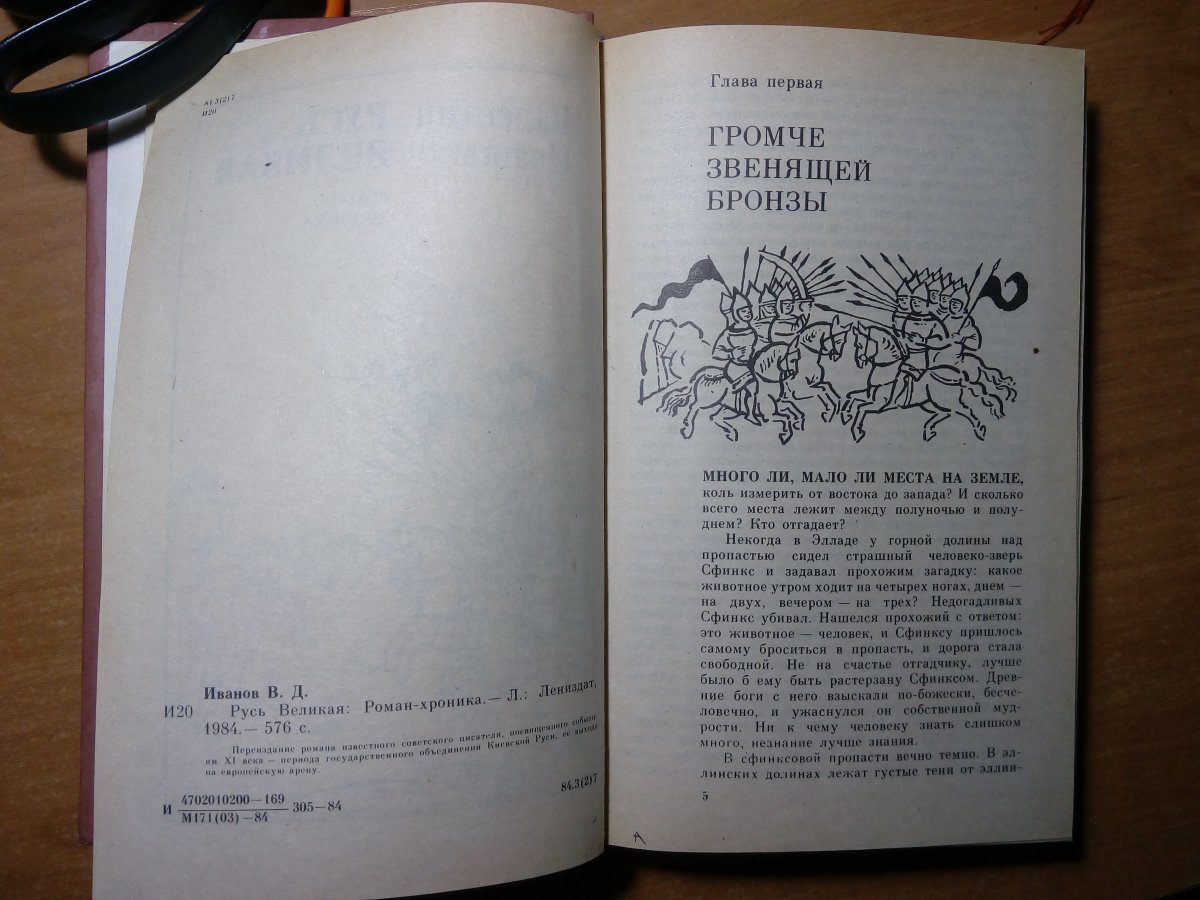 84.3(2)7
И20
Иванов В. Д.
И20 Русь Великая: Роман-хроника.— Л.: Лениздат,
1984.— 576 с.
Переиздание романа известного советского писателя, посвященного событи-
ям XI века — периода государственного объединения Киевской Руси, ее выхода
на европейскую арену.
И 4702010200—169 305—84
М171(03)—84
84.3(2)7
Глава первая
ГРОМЧЕ
ЗВЕНЯЩЕЙ
БРОНЗЫ
МНОГО ЛИ, МАЛО ЛИ МЕСТА НА ЗЕМЛЕ,
коль измерить от востока до запада? И сколько
всего места лежит между полуночью и полу-
днем? Кто отгадает?
Некогда в Элладе у горной долины над
пропастью сидел страшный человеко-зверь
Сфинкс и задавал прохожим загадку: какое
животное утром ходит на четырех ногах, днем —
на двух, вечером — на трех? Недогадливых
Сфинкс убивал. Нашелся прохожий с ответом:
это животное — человек, и Сфинксу пришлось
самому броситься в пропасть, и дорога стала
свободной. Не на счастье отгадчику, лучше
было б ему быть растерзану Сфинксом. Древ-
ние боги с него взыскали по-божески, бесче-
ловечно, и ужаснулся он собственной муд-
рости. Ни к чему человеку знать слишком
много, незнание лучше знания.
В сфинксовой пропасти вечно темно. В эл-
линских долинах лежат густые тени от эллин-
5